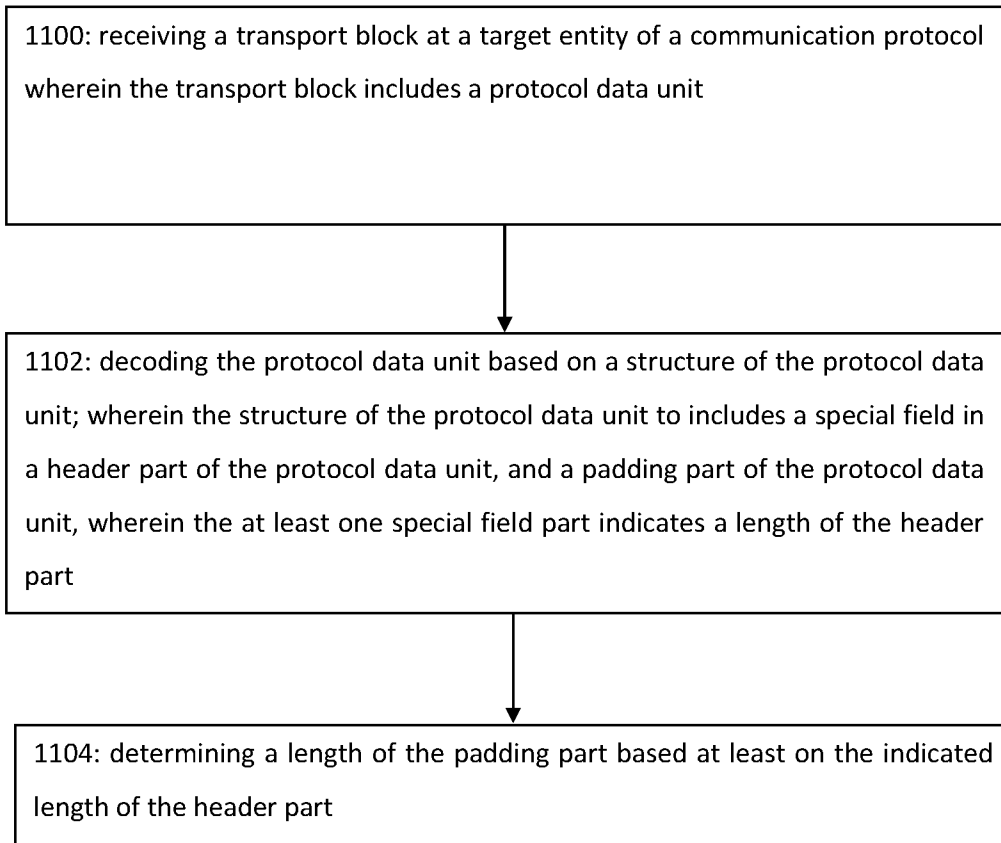 1100: receiving a transport block at a target entity of a communication protocol
wherein the transport block includes a protocol data unit
1102: decoding the protocol data unit based on a structure of the protocol data
unit; wherein the structure of the protocol data unit to includes a special field in
a header part of the protocol data unit, and a padding part of the protocol data
unit, wherein the at least one special field part indicates a length of the header
part
1104: determining a length of the padding part based at least on the indicated
length of the header part